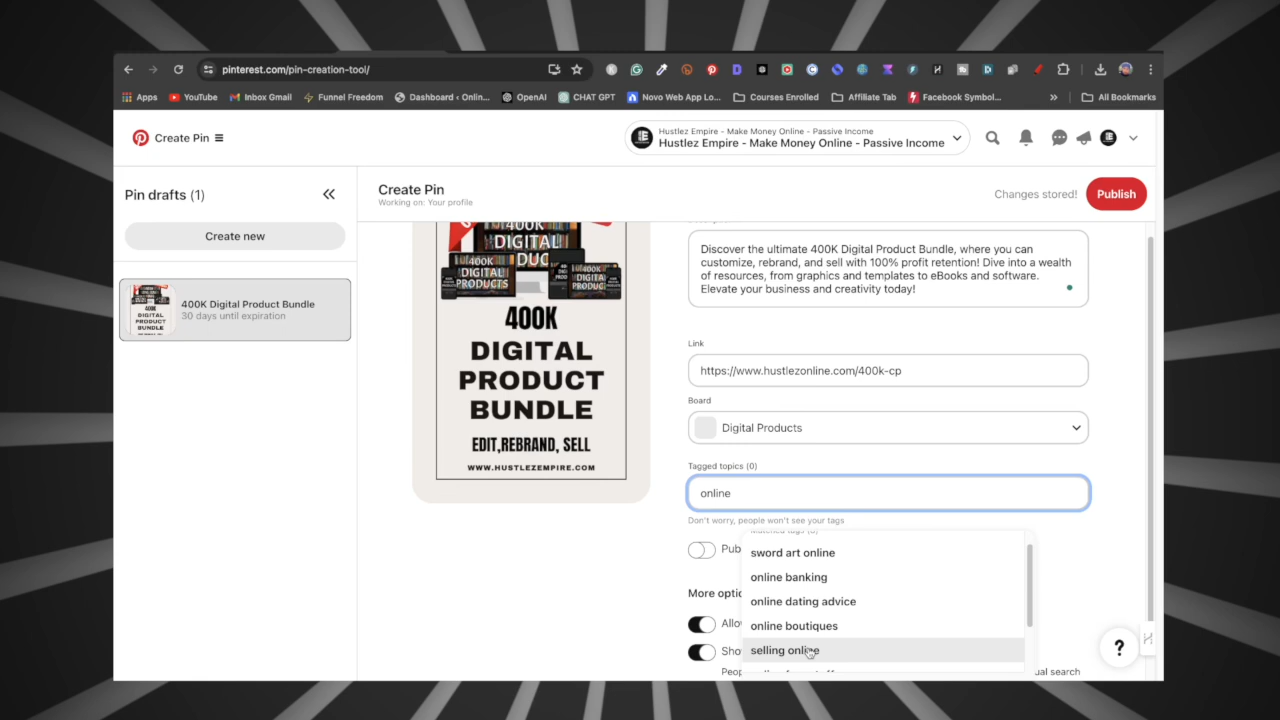 pinterest.com/pin-creation-tool/
Apps
YouTube
Inbox Gmail
Funnel Freedom
Dashboard ‹ Onlin...
OpenAI
CHAT GPT
Novo Web App Lo...
Courses Enrolled
Affiliate Tab
Facebook Symbol...
»
All Bookmarks
Create Pin
Hustlez Empire - Make Money Online - Passive Income
Hustlez Empire - Make Money Online - Passive Income
Pin drafts (1)
Create Pin
Working on: Your profile
Changes stored!
Publish
Create new
400K Digital Product Bundle
30 days until expiration
400K
DIGITAL
PRODUCT
BUNDLE
400K
DIGITAL
400K
DIGITAL
PRODUCTS
400K
DIGITAL
400K
DIGITAL
PRODUCT
BUNDLE
EDIT,REBRAND, SELL
WWW.HUSTLEZEMPIRE.COM
Discover the ultimate 400K Digital Product Bundle, where you can
customize, rebrand, and sell with 100% profit retention! Dive into a wealth
of resources, from graphics and templates to eBooks and software.
Elevate your business and creativity today!
Link
https://www.hustlezonline.com/400k-cp
Board
Digital Products
Tagged topics (0)
online
Don't worry, people won't see your tags
sword art online
Pub
online banking
More optio
online dating advice
Allo
online boutiques
Sho
selling online
Peop
ual search
?